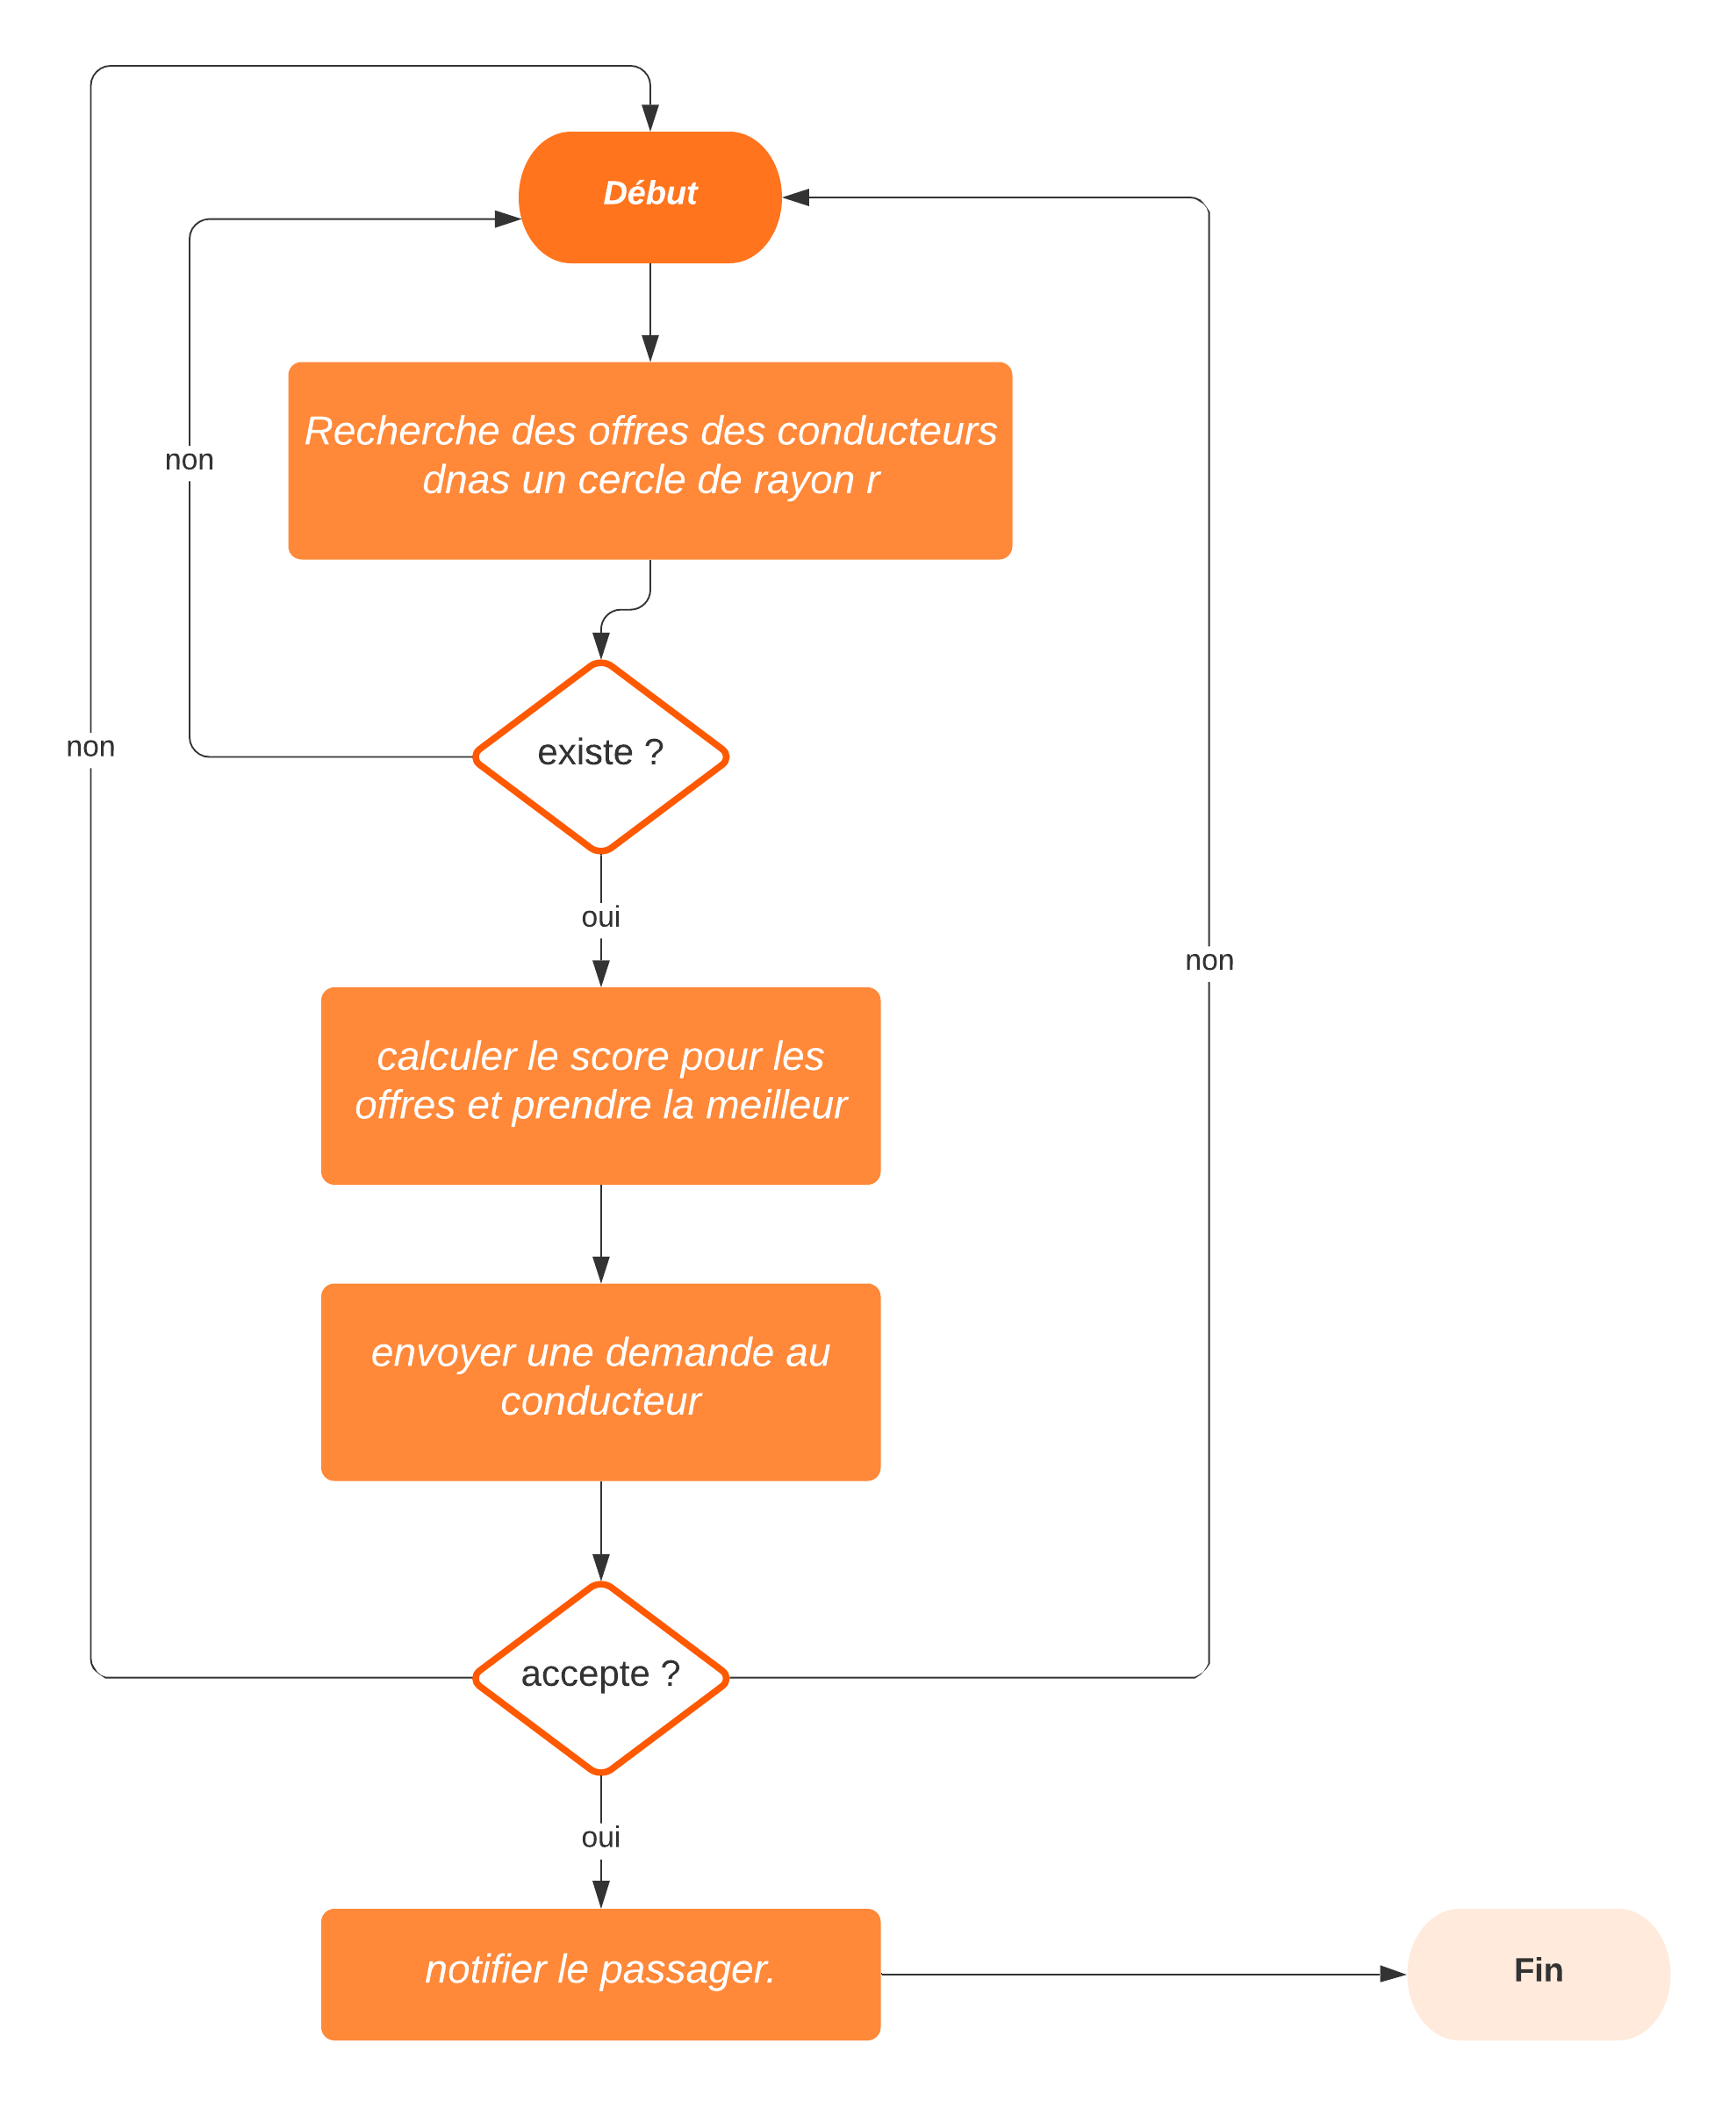 Début
Recherche des offres des conducteurs
dnas un cercle de rayon r
non
existe ?
non
oui
non
calculer le score pour les
offres et prendre la meilleur
envoyer une demande au
conducteur
accepte ?
oui
notifier le passager.
Fin